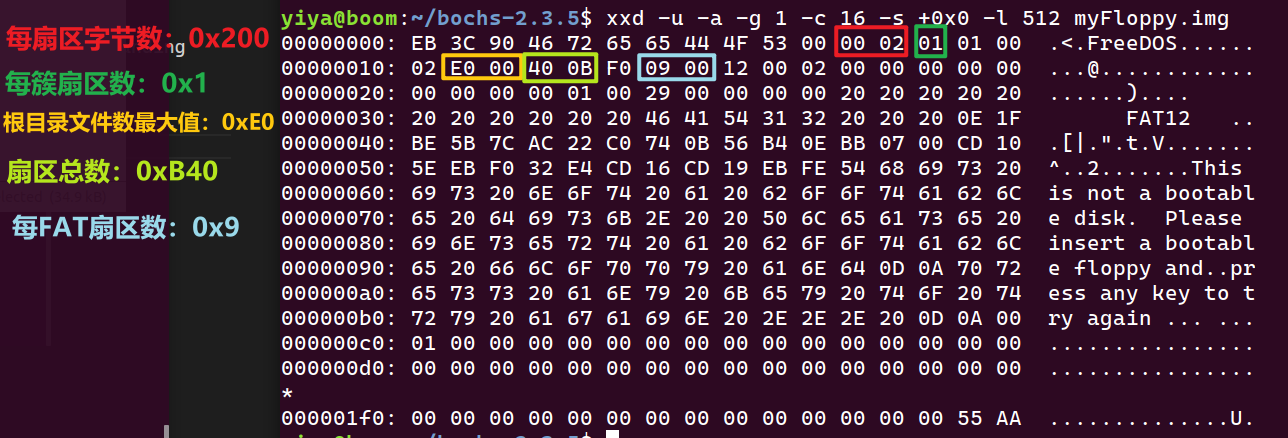 yiya@boom:~/bochs-2.3.5$ xxd -u -a -g 1 -c 16 -s +0x0 -l 512 myFloppy.img
每扇区字节数：0x200
ng
每簇扇区数：0x1
根目录文件数最大值：0xE0
扇区总数：0xB40
每FAT扇区数：0x9
00000000: EB 3C 90 46 72 65 65 44 4F 53 00 00 02 01 01 00 .<.FreeDOS......
00000010: 02 E0 00 40 0B F0 09 00 12 00 02 00 00 00 00 00 ...@............
00000020: 00 00 00 00 01 00 29 00 00 00 00 20 20 20 20 20 ......)....
00000030: 20 20 20 20 20 20 46 41 54 31 32 20 20 20 0E 1F FAT12 ..
00000040: BE 5B 7C AC 22 C0 74 0B 56 B4 0E BB 07 00 CD 10 .[|.".t.V.......
00000050: 5E EB F0 32 E4 CD 16 CD 19 EB FE 54 68 69 73 20 ^..2.......This
00000060: 69 73 20 6E 6F 74 20 61 20 62 6F 6F 74 61 62 6C is not a bootabl
00000070: 65 20 64 69 73 6B 2E 20 20 50 6C 65 61 73 65 20 e disk.  Please
00000080: 69 6E 73 65 72 74 20 61 20 62 6F 6F 74 61 62 6C insert a bootabl
00000090: 65 20 66 6C 6F 70 70 79 20 61 6E 64 0D 0A 70 72 e floppy and..pr
000000a0: 65 73 73 20 61 6E 79 20 6B 65 79 20 74 6F 20 74 ess any key to t
000000b0: 72 79 20 61 67 61 69 6E 20 2E 2E 2E 20 0D 0A 00 ry again ... ...
000000c0: 01 00 00 00 00 00 00 00 00 00 00 00 00 00 00 00 ................
000000d0: 00 00 00 00 00 00 00 00 00 00 00 00 00 00 00 00 ................
*
000001f0: 00 00 00 00 00 00 00 00 00 00 00 00 00 00 55 AA ..............U.